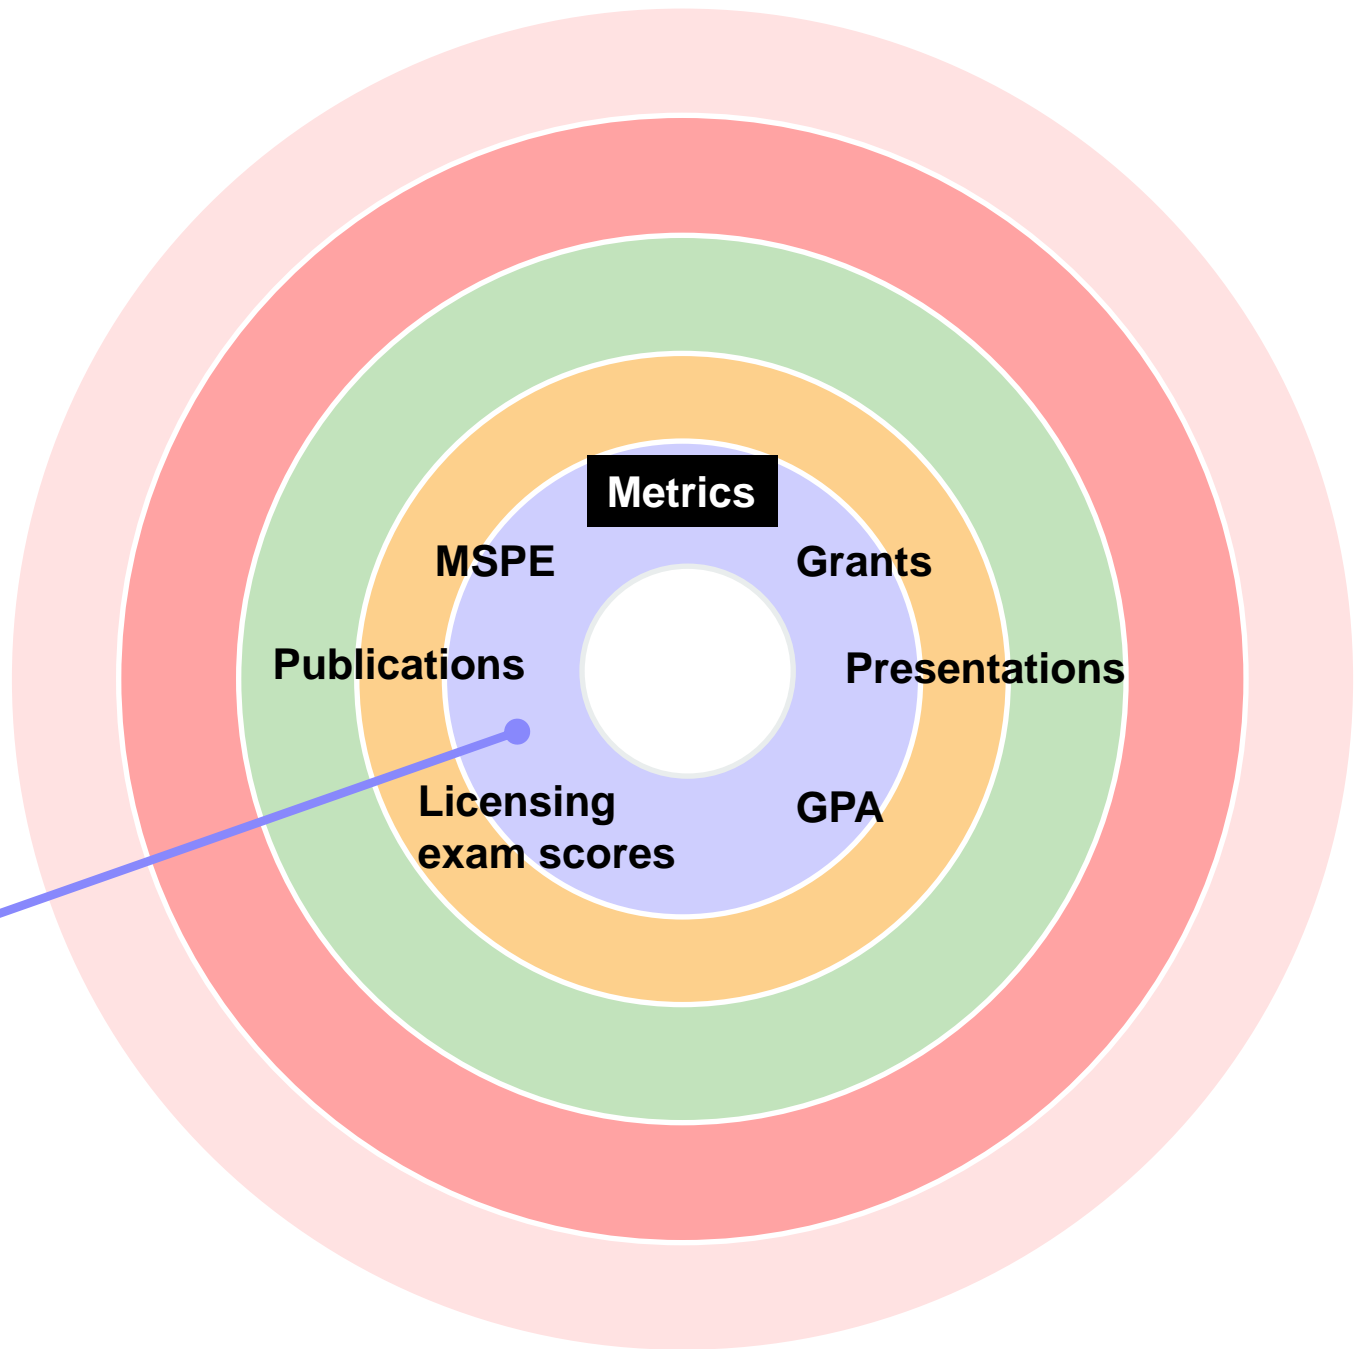 Metrics
MSPE
Grants
Publications
Presentations
Licensing
exam scores
GPA